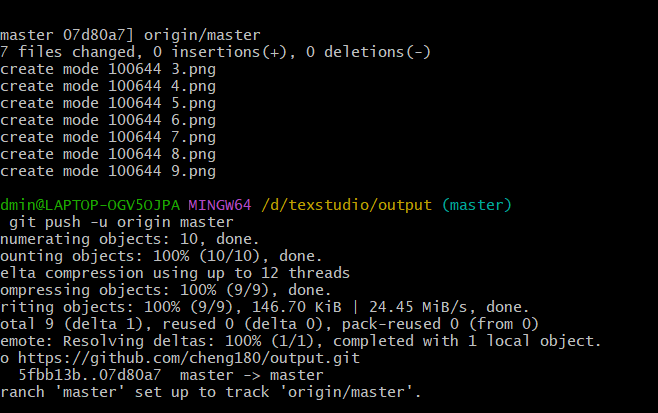 master 07d80a7] origin/master
7 files changed, 0 insertions(+), 0 deletions(-)
create mode 100644 3.png
create mode 100644 4.png
create mode 100644 5.png
create mode 100644 6.png
create mode 100644 7.png
create mode 100644 8.png
create mode 100644 9.png
dmin@LAPTOP-OGV5OJPA MINGW64 /d/texstudio/output (master)
git push -u origin master
numerating objects: 10, done.
ounting objects: 100% (10/10), done.
elta compression using up to 12 threads
ompressing objects: 100% (9/9), done.
riting objects: 100% (9/9), 146.70 KiB | 24.45 MiB/s, done.
otal 9 (delta 1), reused 0 (delta 0), pack-reused 0 (from 0)
emote: Resolving deltas: 100% (1/1), completed with 1 local object.
o https://github.com/cheng180/output.git
5fbb13b..07d80a7  master -> master
ranch 'master' set up to track 'origin/master'.